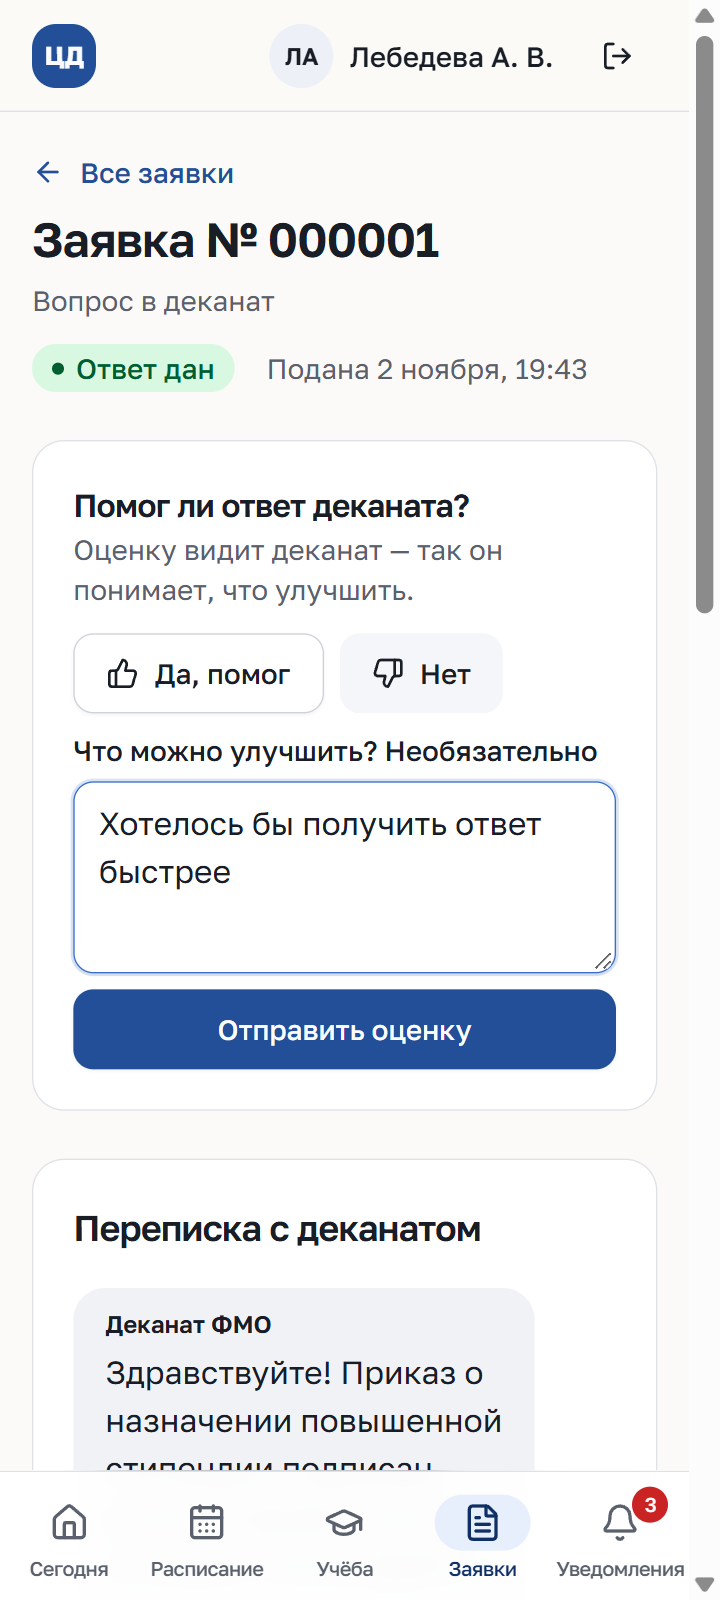 ЦД
ЛА Лебедева А. В.
Все заявки
Заявка № 000001
Вопрос в деканат
Ответ дан Подана 2 ноября, 19:43
Помог ли ответ деканата?
Оценку видит деканат — так он
понимает, что улучшить.
Да, помог Нет
Что можно улучшить? Необязательно
Хотелось бы получить ответ
быстрее
Отправить оценку
Переписка с деканатом
Деканат ФМО
Здравствуйте! Приказ о
назначении повышенной
стипендии подписан
3
Сегодня Расписание Учёба Заявки Уведомления